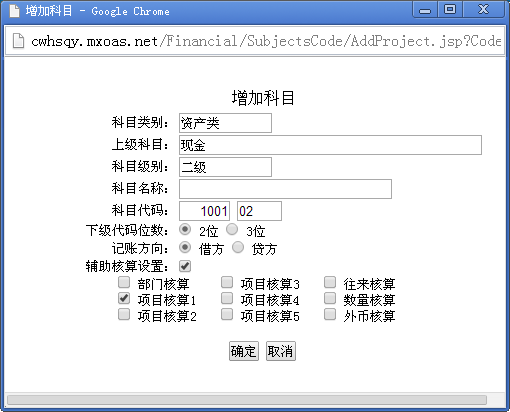 增加科目 - Google Chrome
cwhsqy.mxoas.net/Financial/SubjectsCode/AddProject.jsp?Code
增加科目
科目类别: 资产类
上级科目: 现金
科目级别: 二级
科目名称:
科目代码: 1001 02
下级代码位数: 2位 3位
记账方向: 借方 贷方
辅助核算设置:
部门核算 项目核算3 往来核算
项目核算1 项目核算4 数量核算
项目核算2 项目核算5 外币核算
确定 取消